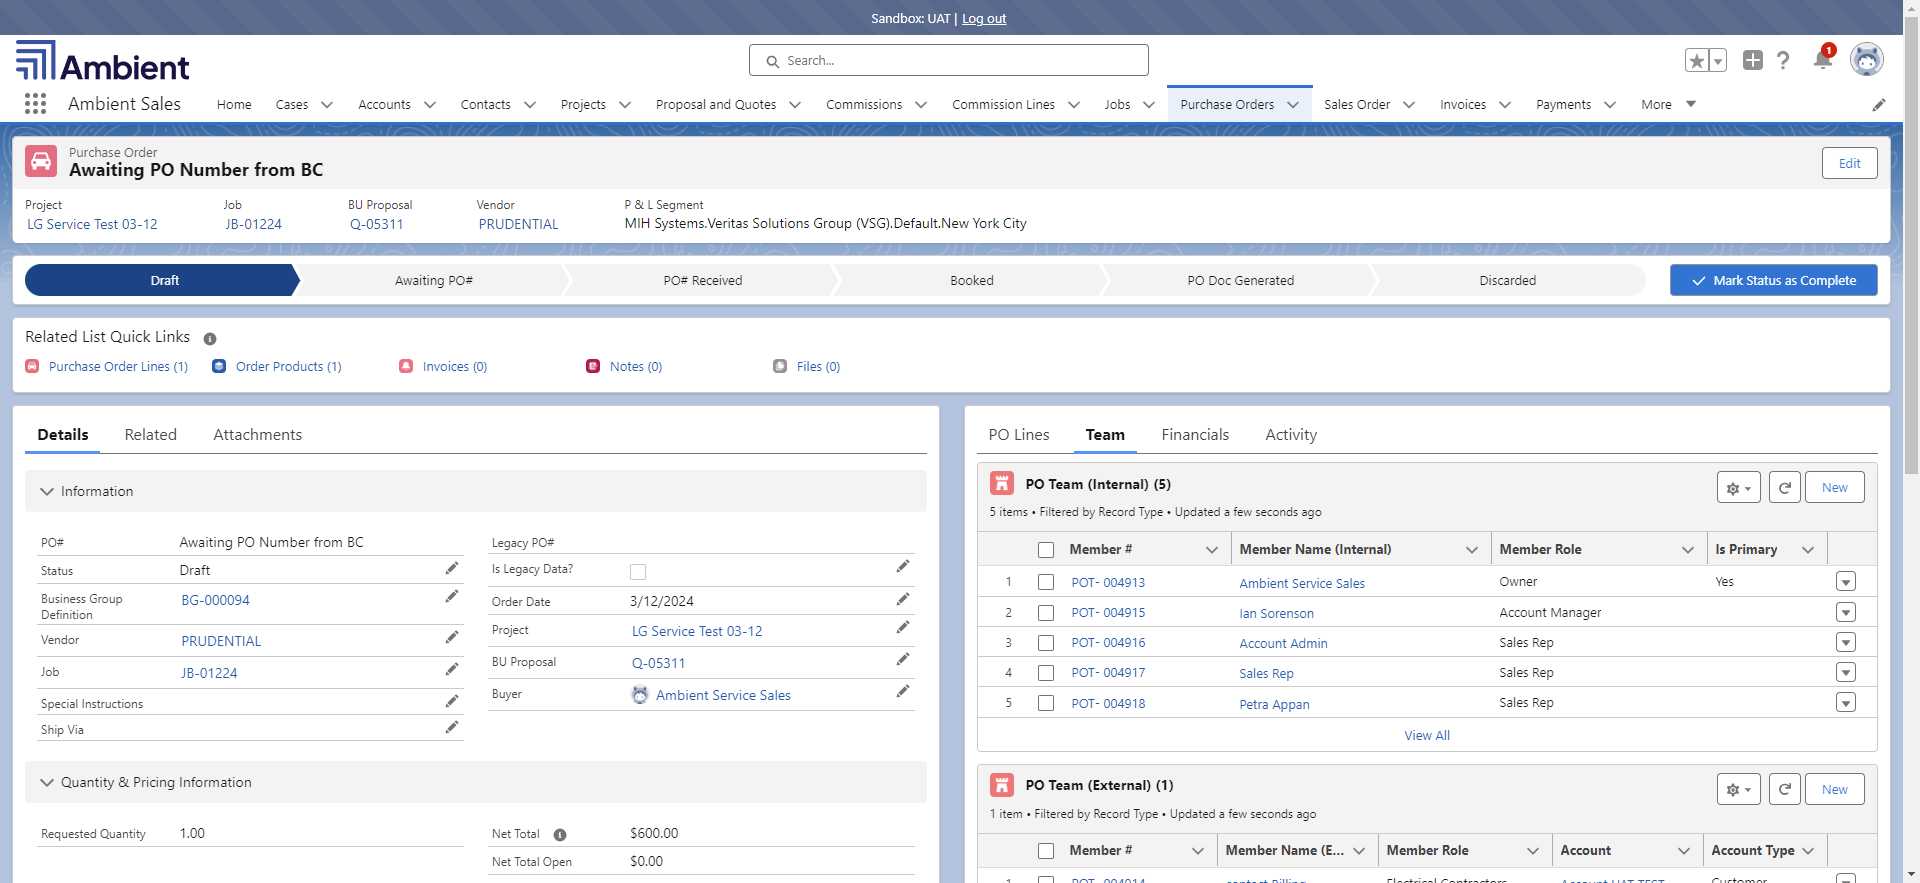 Sandbox: UAT | Log out
Ambient
Search...
1
Ambient Sales
Home Cases Accounts Contacts Projects Proposal and Quotes Commissions Commission Lines Jobs Purchase Orders Sales Order Invoices Payments More
Purchase Order
Awaiting PO Number from BC
Edit
Project Job BU Proposal Vendor P & L Segment
LG Service Test 03-12 JB-01224 Q-05311 PRUDENTIAL MIH Systems.Veritas Solutions Group (VSG).Default.New York City
Draft Awaiting PO# PO# Received Booked PO Doc Generated Discarded Mark Status as Complete
Related List Quick Links
Purchase Order Lines (1) Order Products (1) Invoices (0) Notes (0) Files (0)
Details Related Attachments
Information
PO# Awaiting PO Number from BC
Status Draft
Business Group Definition BG-000094
Vendor PRUDENTIAL
Job JB-01224
Special Instructions
Ship Via
Legacy PO#
Is Legacy Data?
Order Date 3/12/2024
Project LG Service Test 03-12
BU Proposal Q-05311
Buyer Ambient Service Sales
Quantity & Pricing Information
Requested Quantity 1.00
Net Total $600.00
Net Total Open $0.00
PO Lines Team Financials Activity
PO Team (Internal) (5)
New
5 items • Filtered by Record Type • Updated a few seconds ago
Member # Member Name (Internal) Member Role Is Primary
1 POT- 004913 Ambient Service Sales Owner Yes
2 POT- 004915 Ian Sorenson Account Manager
3 POT- 004916 Account Admin Sales Rep
4 POT- 004917 Sales Rep Sales Rep
5 POT- 004918 Petra Appan Sales Rep
View All
PO Team (External) (1)
New
1 item • Filtered by Record Type • Updated a few seconds ago
Member # Member Name (E... Member Role Account Account Type
1 POT- 004914 contact Billing Electrical Contractors Account UAT TEST Customer